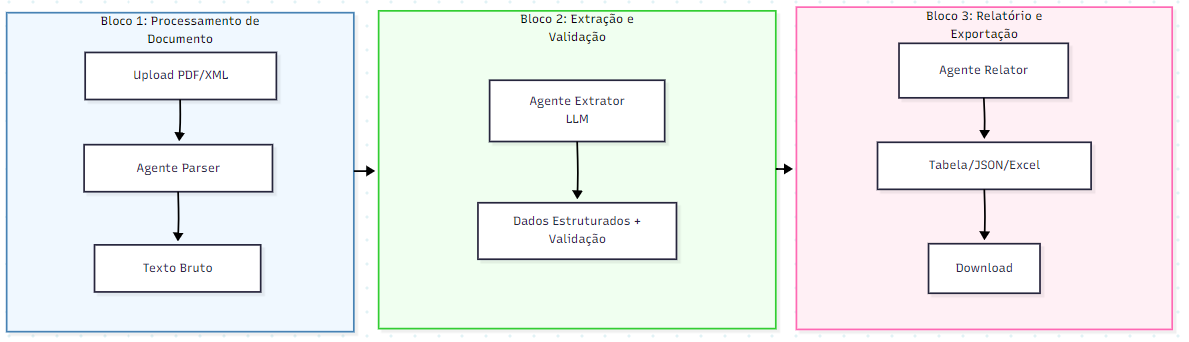 Bloco 1: Processamento de
Documento
Upload PDF/XML
Agente Parser
Texto Bruto
Bloco 2: Extração e
Validação
Agente Extrator
LLM
Dados Estruturados +
Validação
Bloco 3: Relatório e
Exportação
Agente Relator
Tabela/JSON/Excel
Download